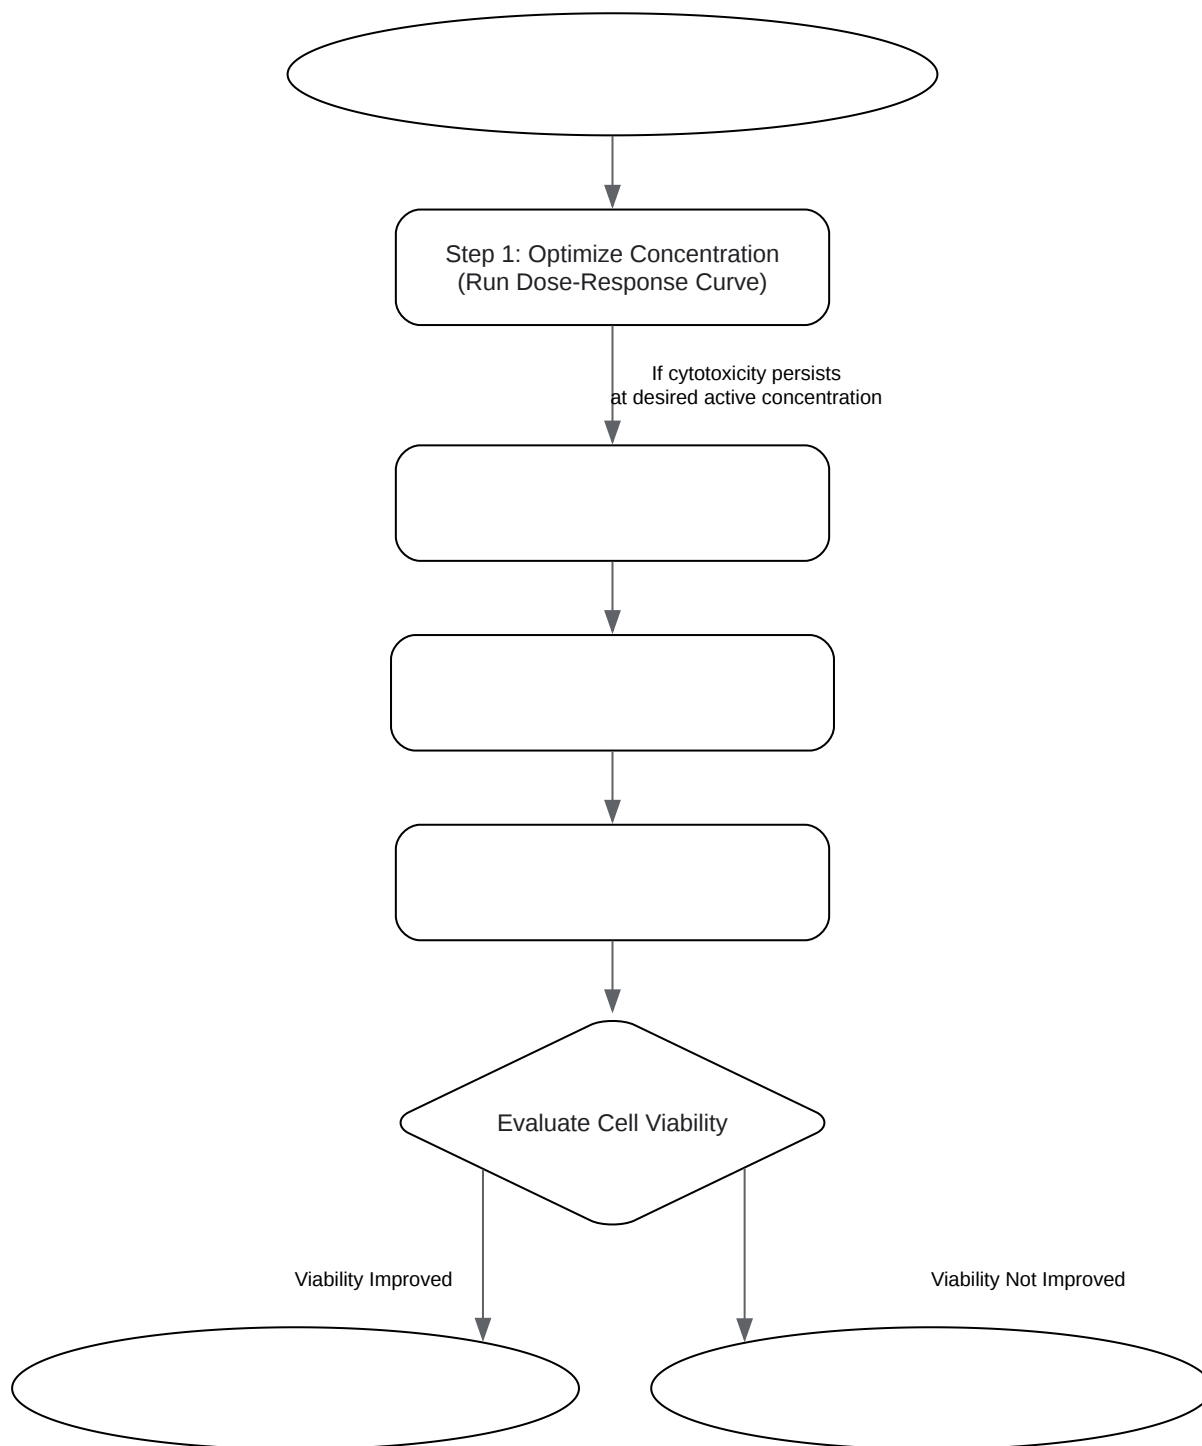 Step 1: Optimize Concentration
(Run Dose-Response Curve)
If cytotoxicity persists
at desired active concentration
Evaluate Cell Viability
Viability Improved
Viability Not Improved